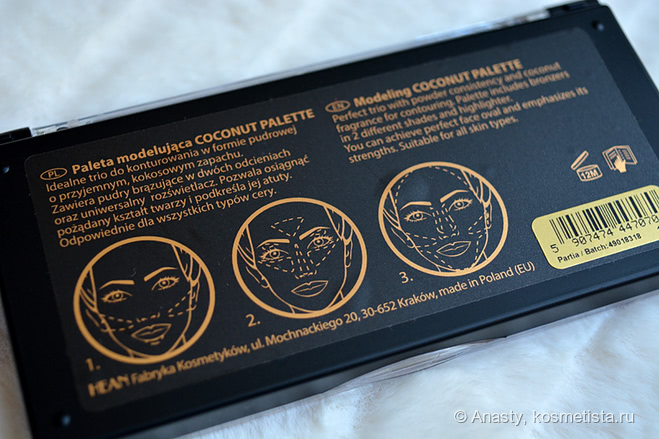 PL Paleta modelująca COCONUT PALETTE
Idealne trio do konturowania w formie pudrowej
o przyjemnym, kokosowym zapachu.
Zawiera pudry brązujące w dwóch odcieniach
oraz uniwersalny rozświetlacz. Pozwala osiągnąć
pożądany kształt twarzy i podkreśla jej atuty.
Odpowiednie dla wszystkich typów cery.
EN Modeling COCONUT PALETTE
Perfect trio with powder consistency and coconut
fragrance for contouring. Palette includes bronzers
in 2 different shades and highlighter.
You can achieve perfect face oval and emphasize its
strengths. Suitable for all skin types.
12M
5 907474 447070
Partia / Batch: 49018318
1.
2.
3.
HEAN Fabryka Kosmetyków, ul. Mochnackiego 20, 30-652 Kraków, made in Poland (EU)
© Anasty, kosmetista.ru